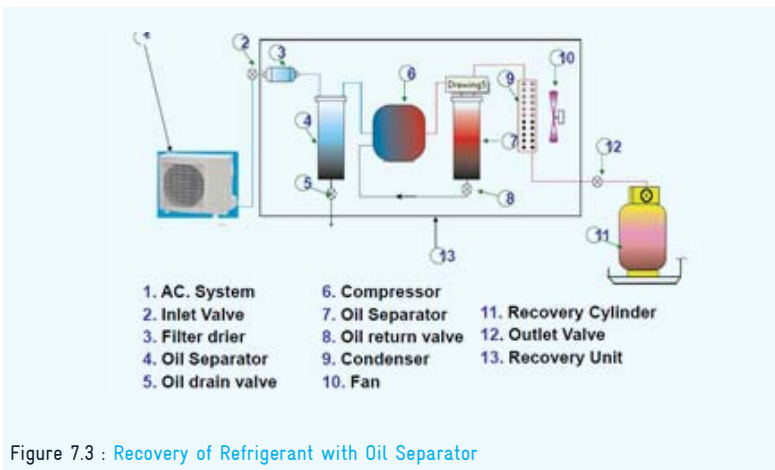 2
3
10
6
9
Drawing5
4
7
12
5
8
11
13
1. AC. System
2. Inlet Valve
3. Filter drier
4. Oil Separator
5. Oil drain valve
6. Compressor
7. Oil Separator
8. Oil return valve
9. Condenser
10. Fan
11. Recovery Cylinder
12. Outlet Valve
13. Recovery Unit
Figure 7.3 : Recovery of Refrigerant with Oil Separator